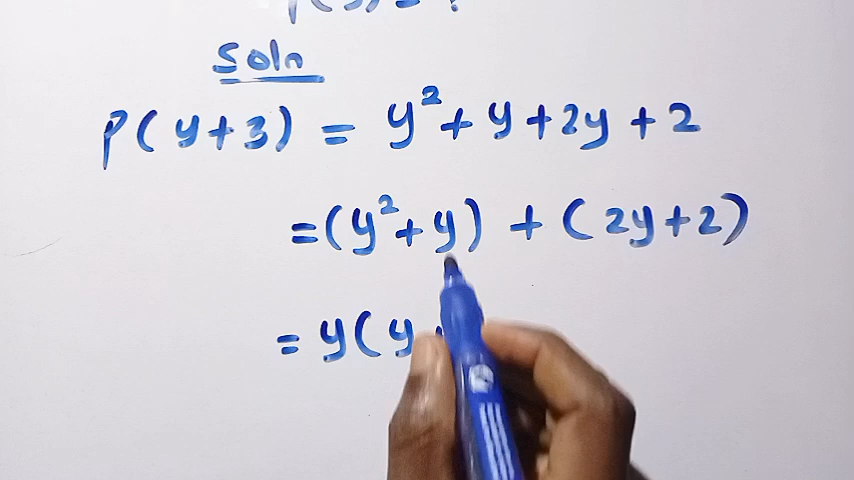 Soln
P(y+3) = y²+y+2y+2
=(y²+y) + (2y+2)
= y(y